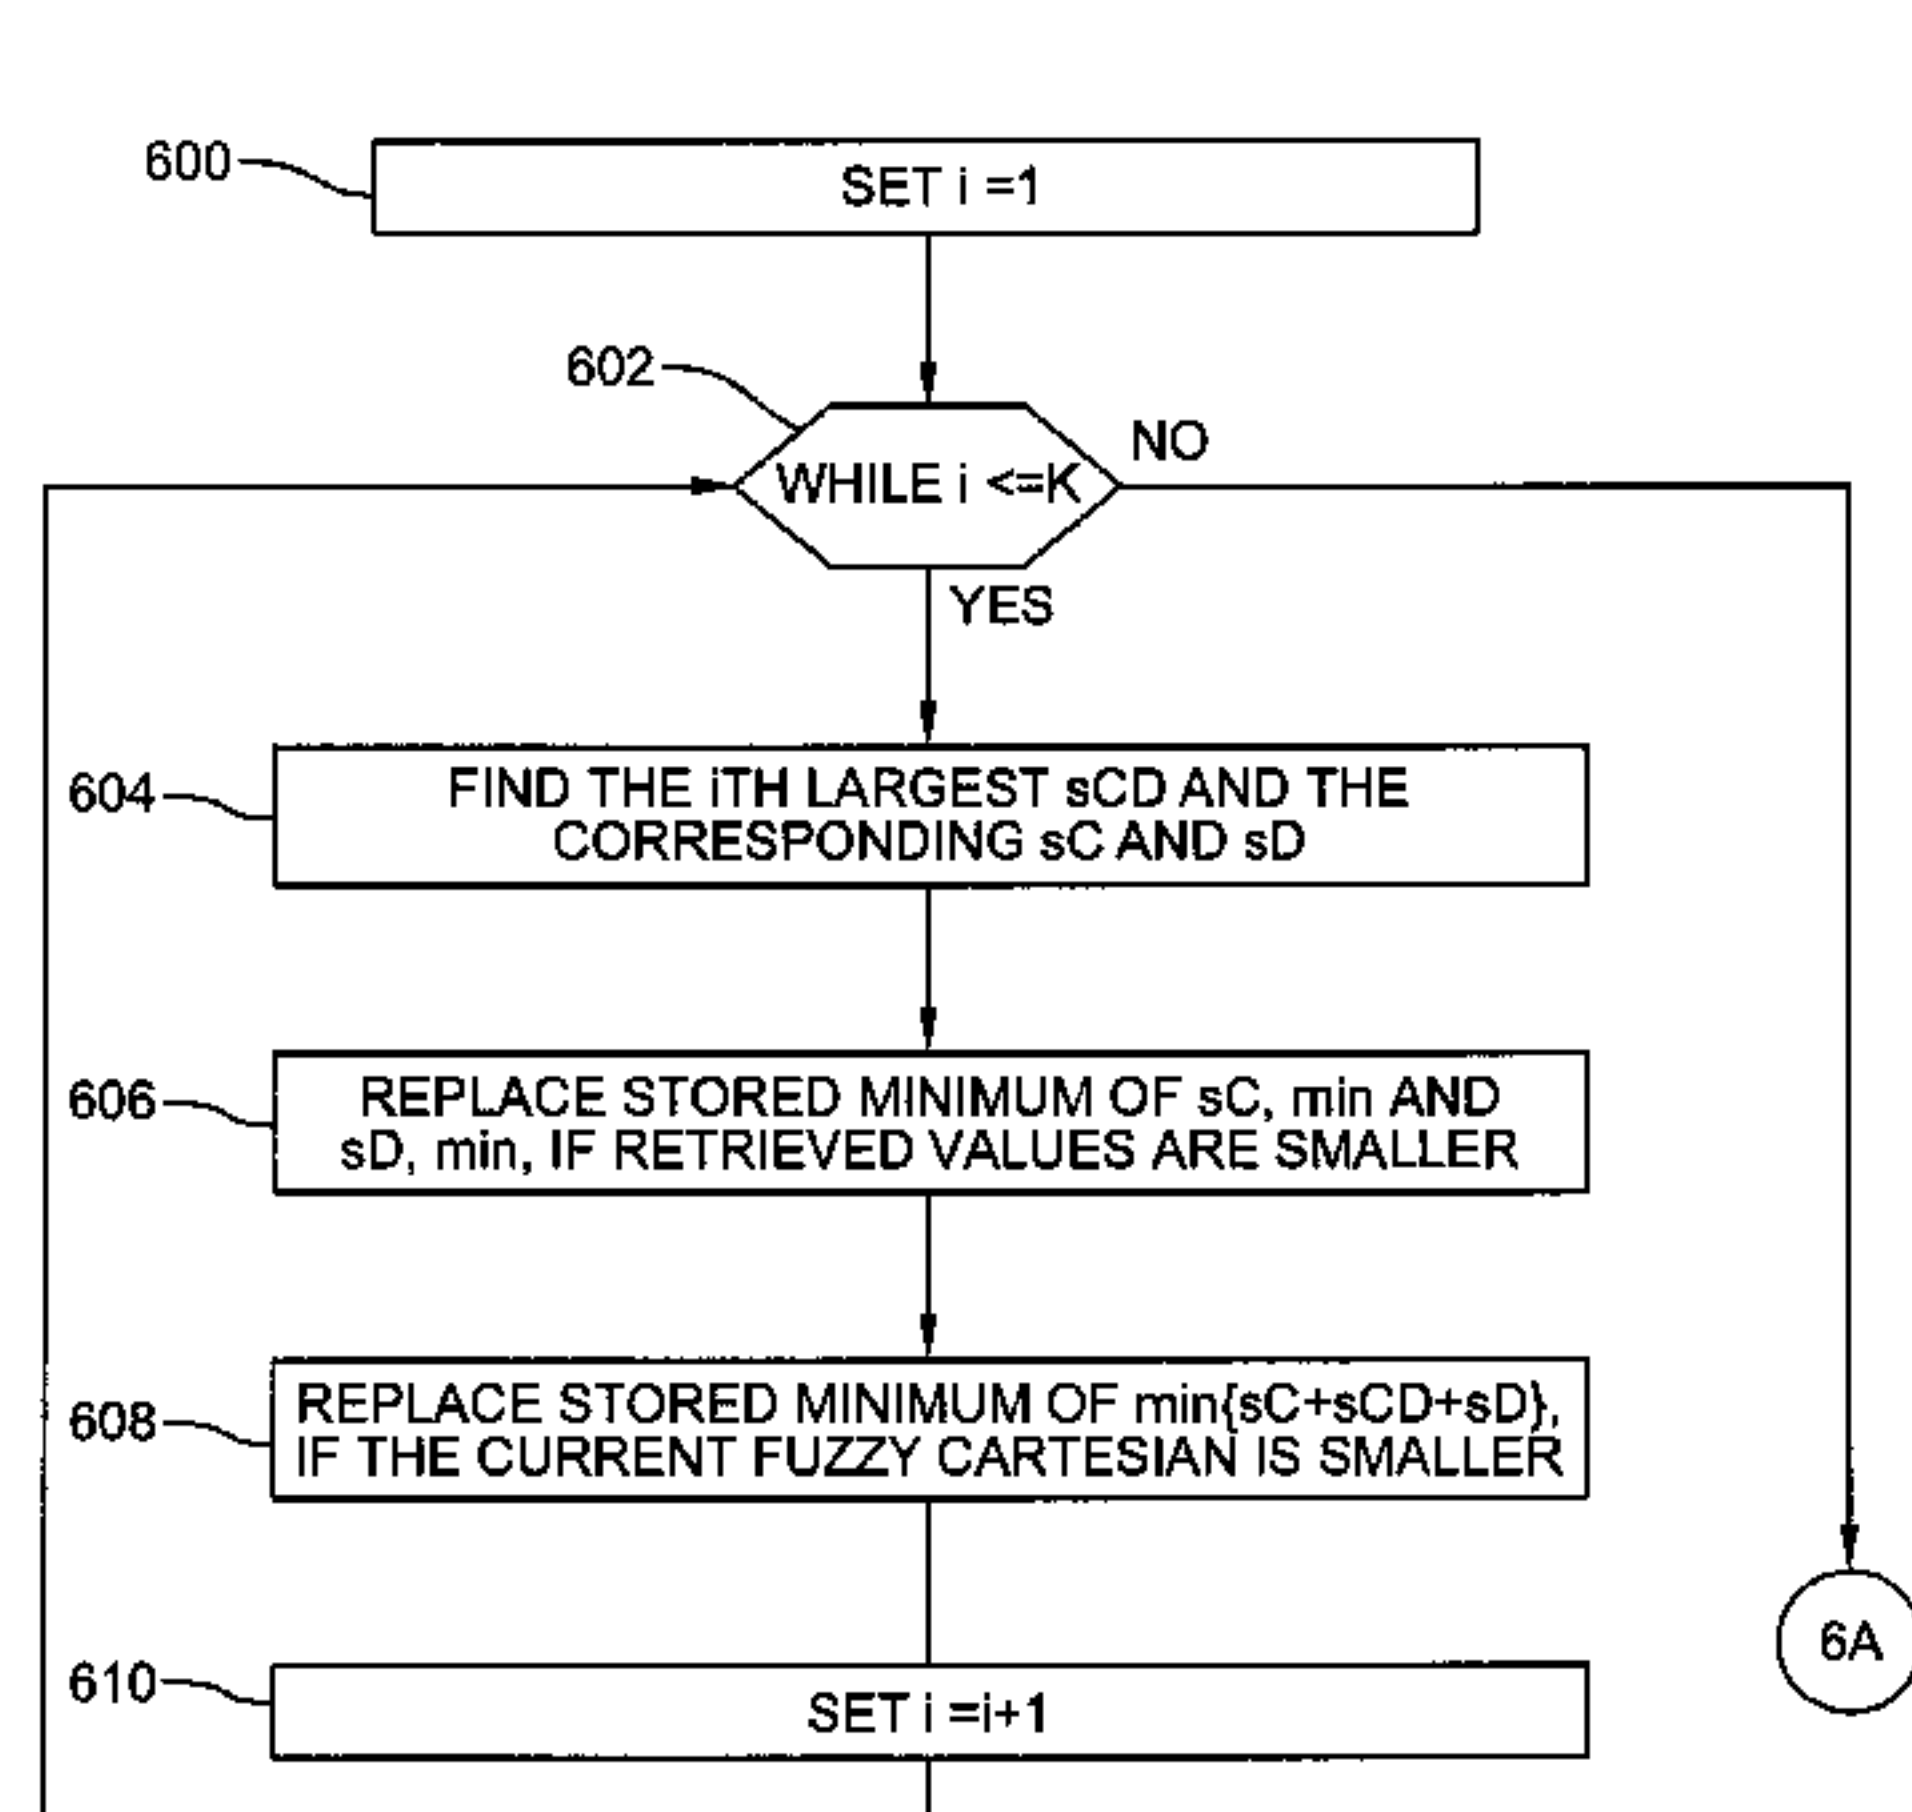 600
SET i =1
602
WHILE i <=K
NO
YES
604
FIND THE iTH LARGEST sCD AND THE
CORRESPONDING sC AND sD
606
REPLACE STORED MINIMUM OF sC, min AND
sD, min, IF RETRIEVED VALUES ARE SMALLER
608
REPLACE STORED MINIMUM OF min{sC+sCD+sD},
IF THE CURRENT FUZZY CARTESIAN IS SMALLER
6A
610
SET i =i+1